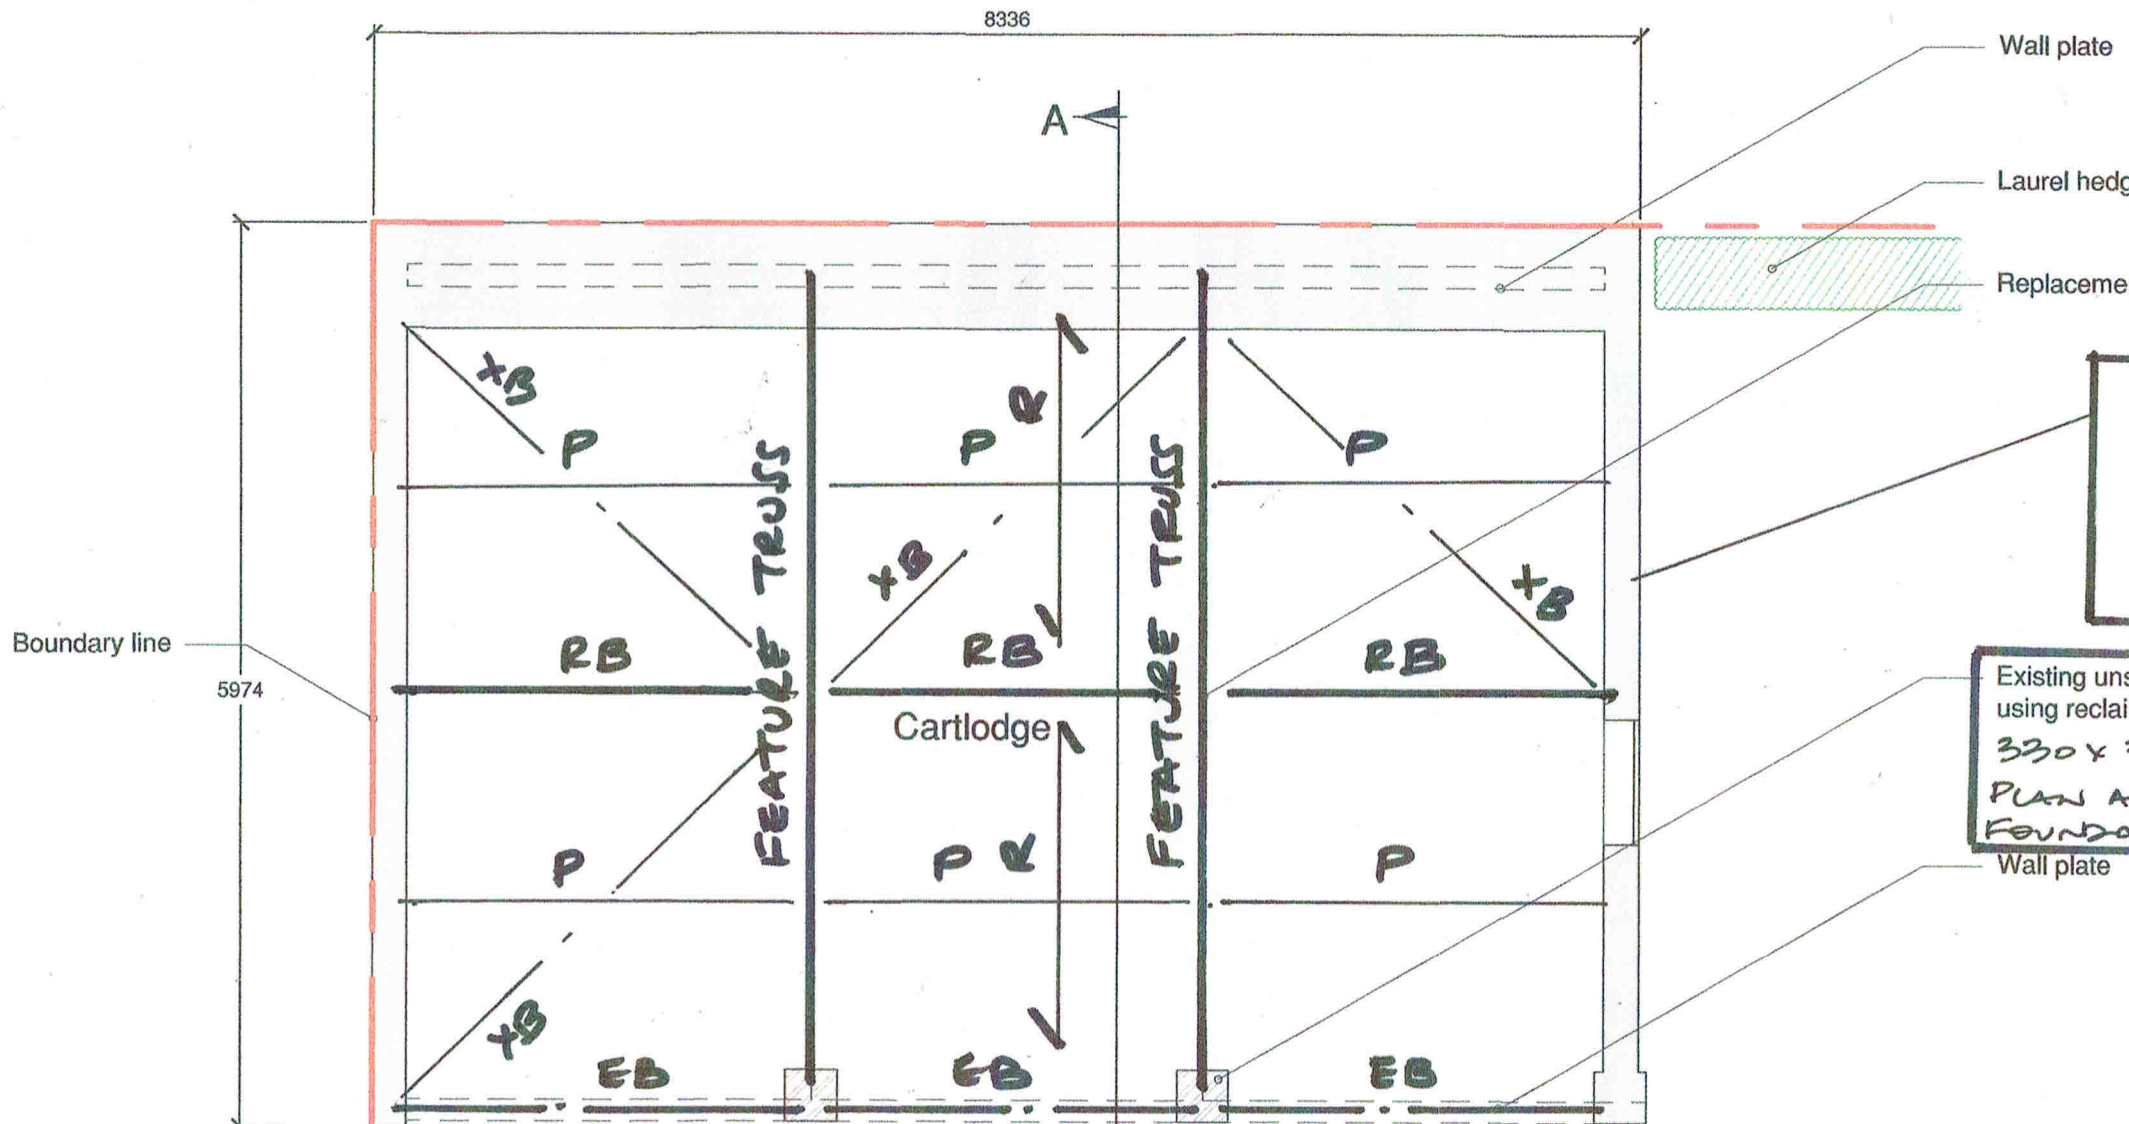 8336
Wall plate
A
Laurel hedg
Replaceme
XB
R
P
P
P
FEATURE TRUSS
FEATURE TRUSS
XB
XB
Boundary line
RB
RB
RB
5974
Existing uns
using reclai
330 x
PLAN A
FOUNDA
Cartlodge
P
P R
P
Wall plate
XB
EB
EB
EB